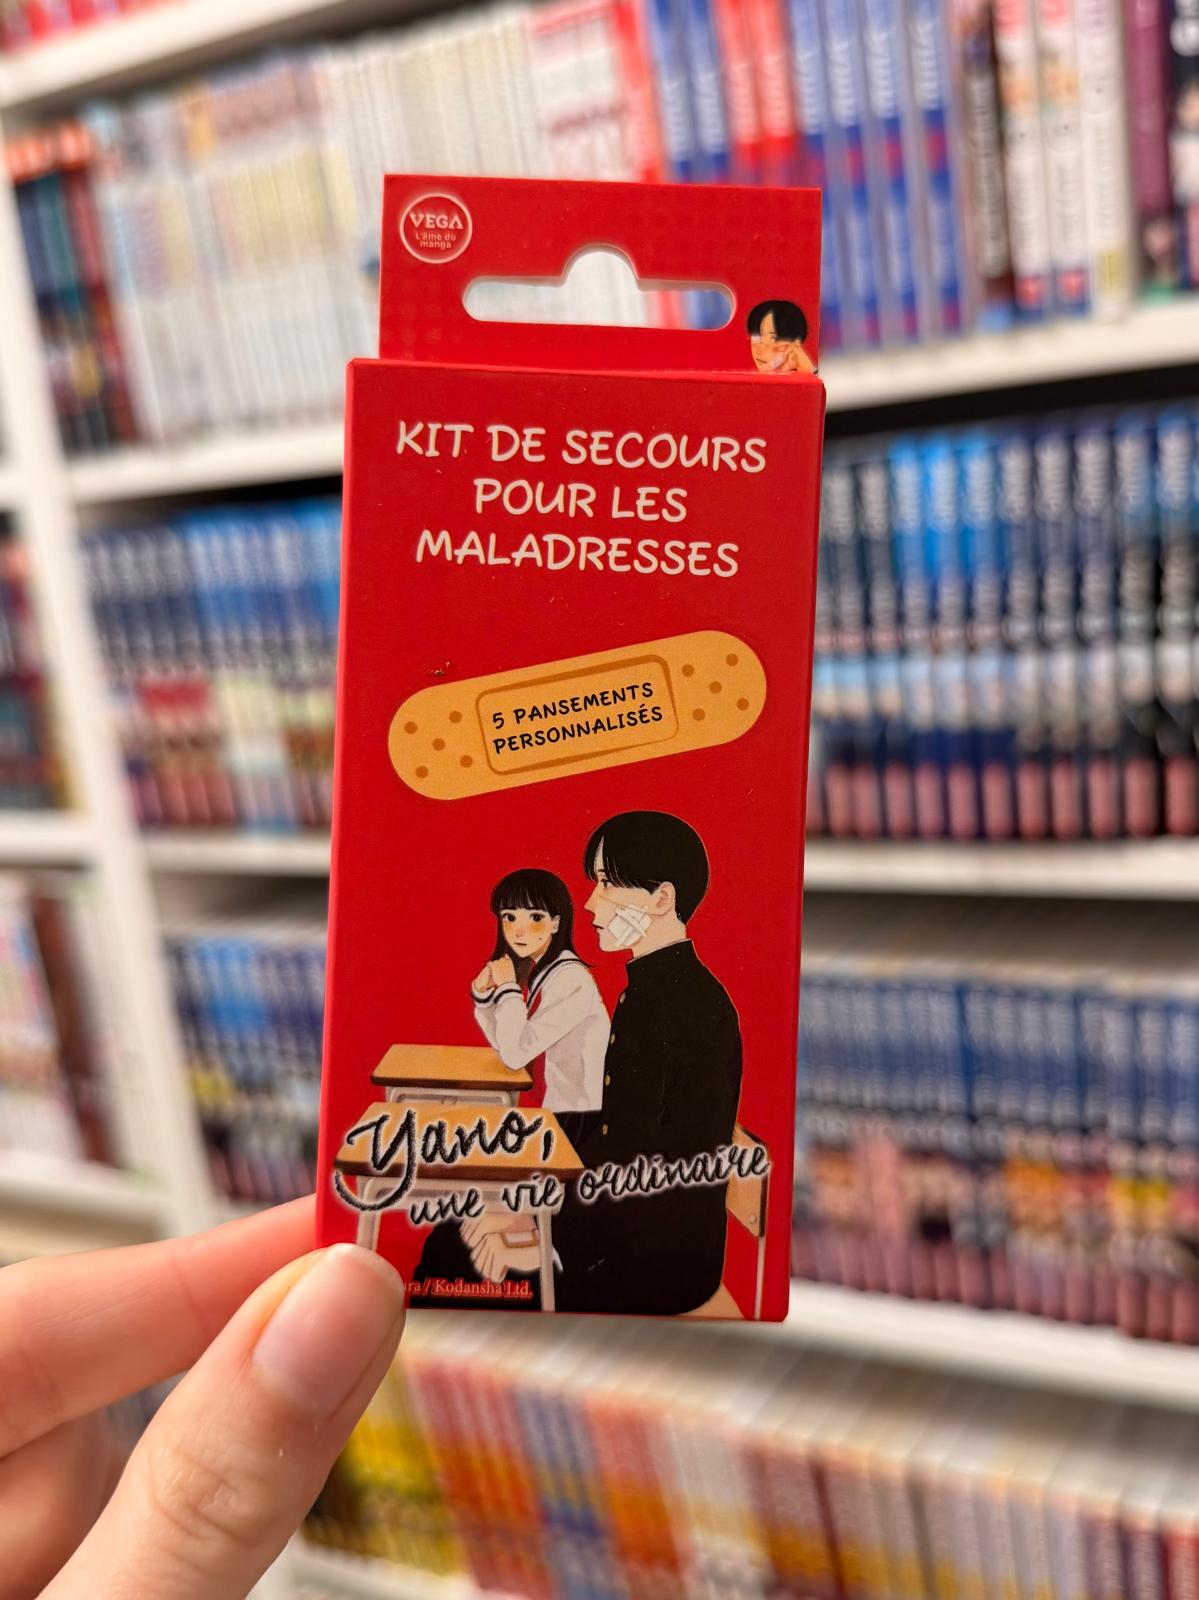 VEGA
L'âme du
manga
KIT DE SECOURS
POUR LES
MALADRESSES
5 PANSEMENTS
PERSONNALISÉS
Yano,
une vie ordinaire
/ Kodansha Ltd.